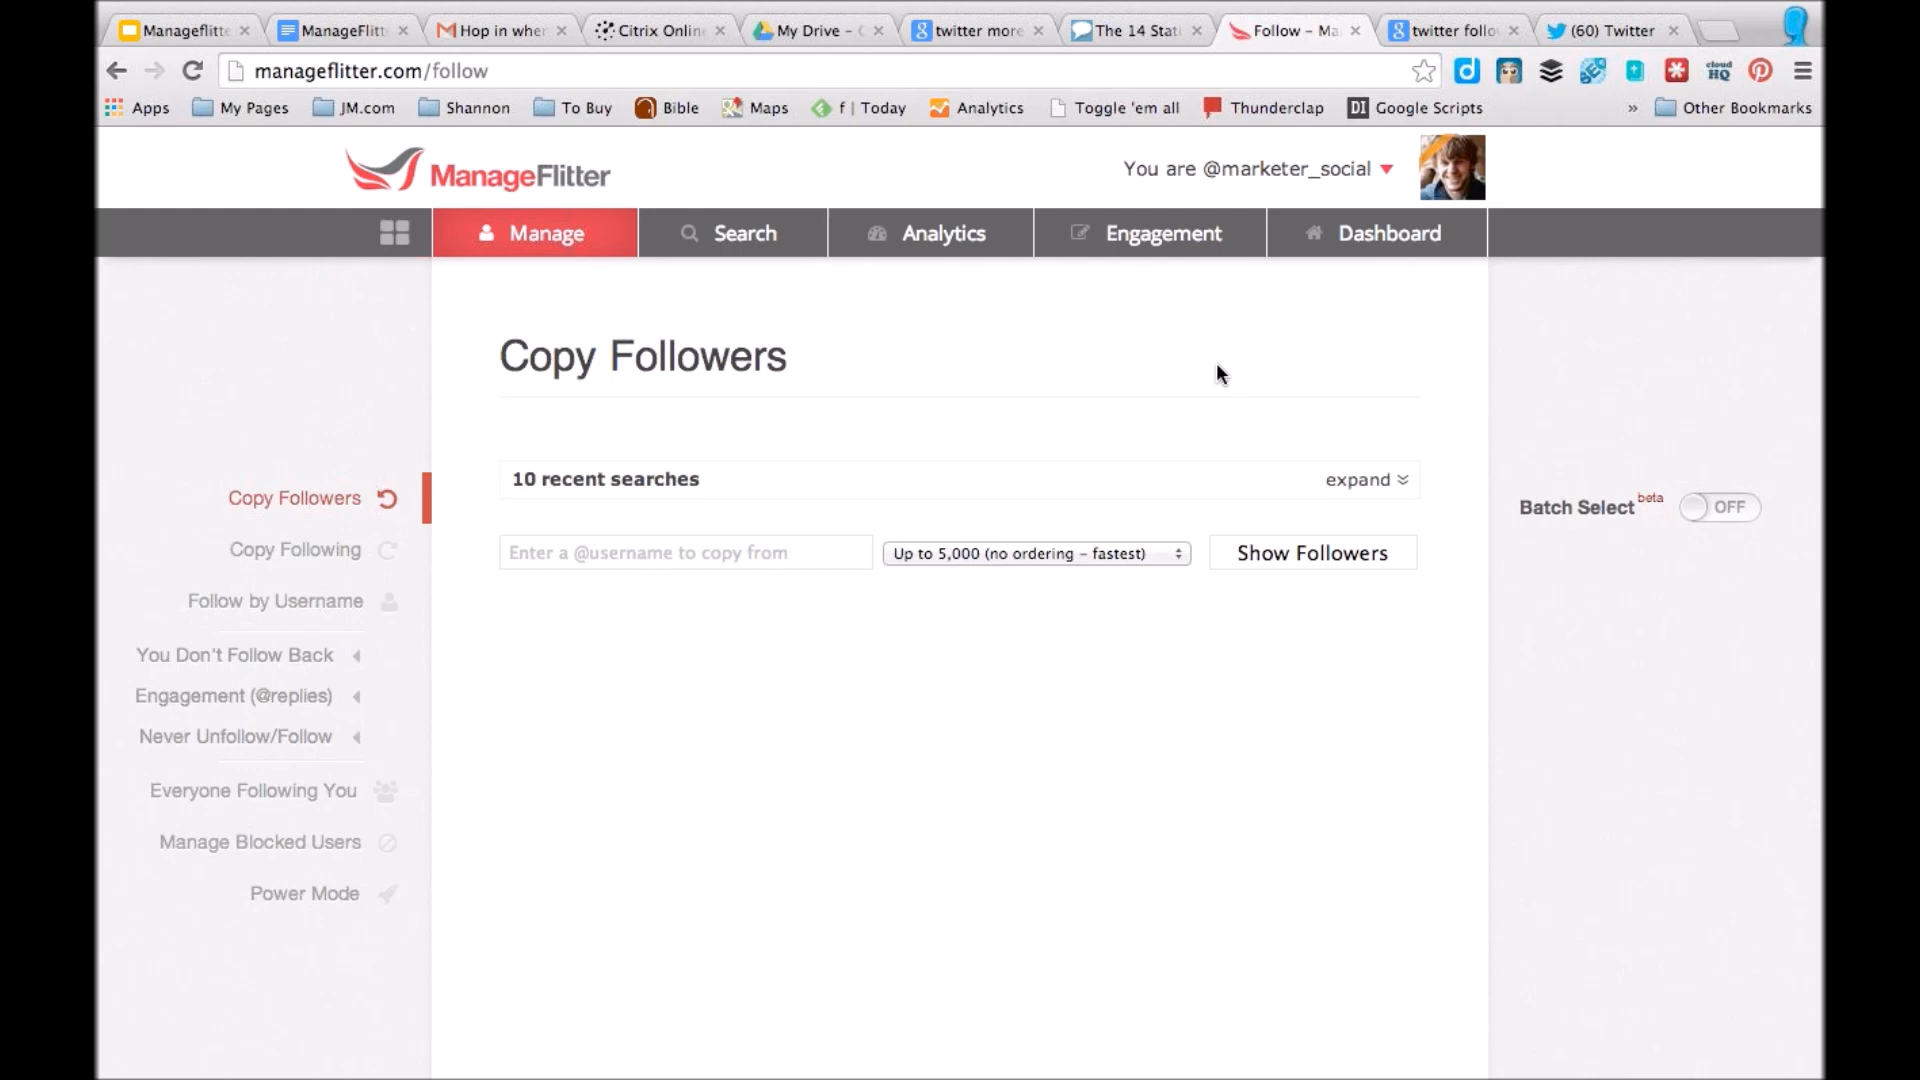 Manageflitte
ManageFlitt
Hop in wher
Citrix Onlin
My Drive –
twitter more
The 14 Stati
Follow – Ma
twitter follo
(60) Twitter
manageflitter.com/follow
cloud
HQ
Apps
My Pages
JM.com
Shannon
To Buy
Bible
Maps
f | Today
Analytics
Toggle 'em all
Thunderclap
DI
Google Scripts
»
Other Bookmarks
ManageFlitter
You are @marketer_social
Manage
Search
Analytics
Engagement
Dashboard
Copy Followers
10 recent searches
expand
Enter a @username to copy from
Up to 5,000 (no ordering – fastest)
Show Followers
Copy Followers
Copy Following
Follow by Username
You Don't Follow Back
Engagement (@replies)
Never Unfollow/Follow
Everyone Following You
Manage Blocked Users
Power Mode
Batch Select beta
OFF